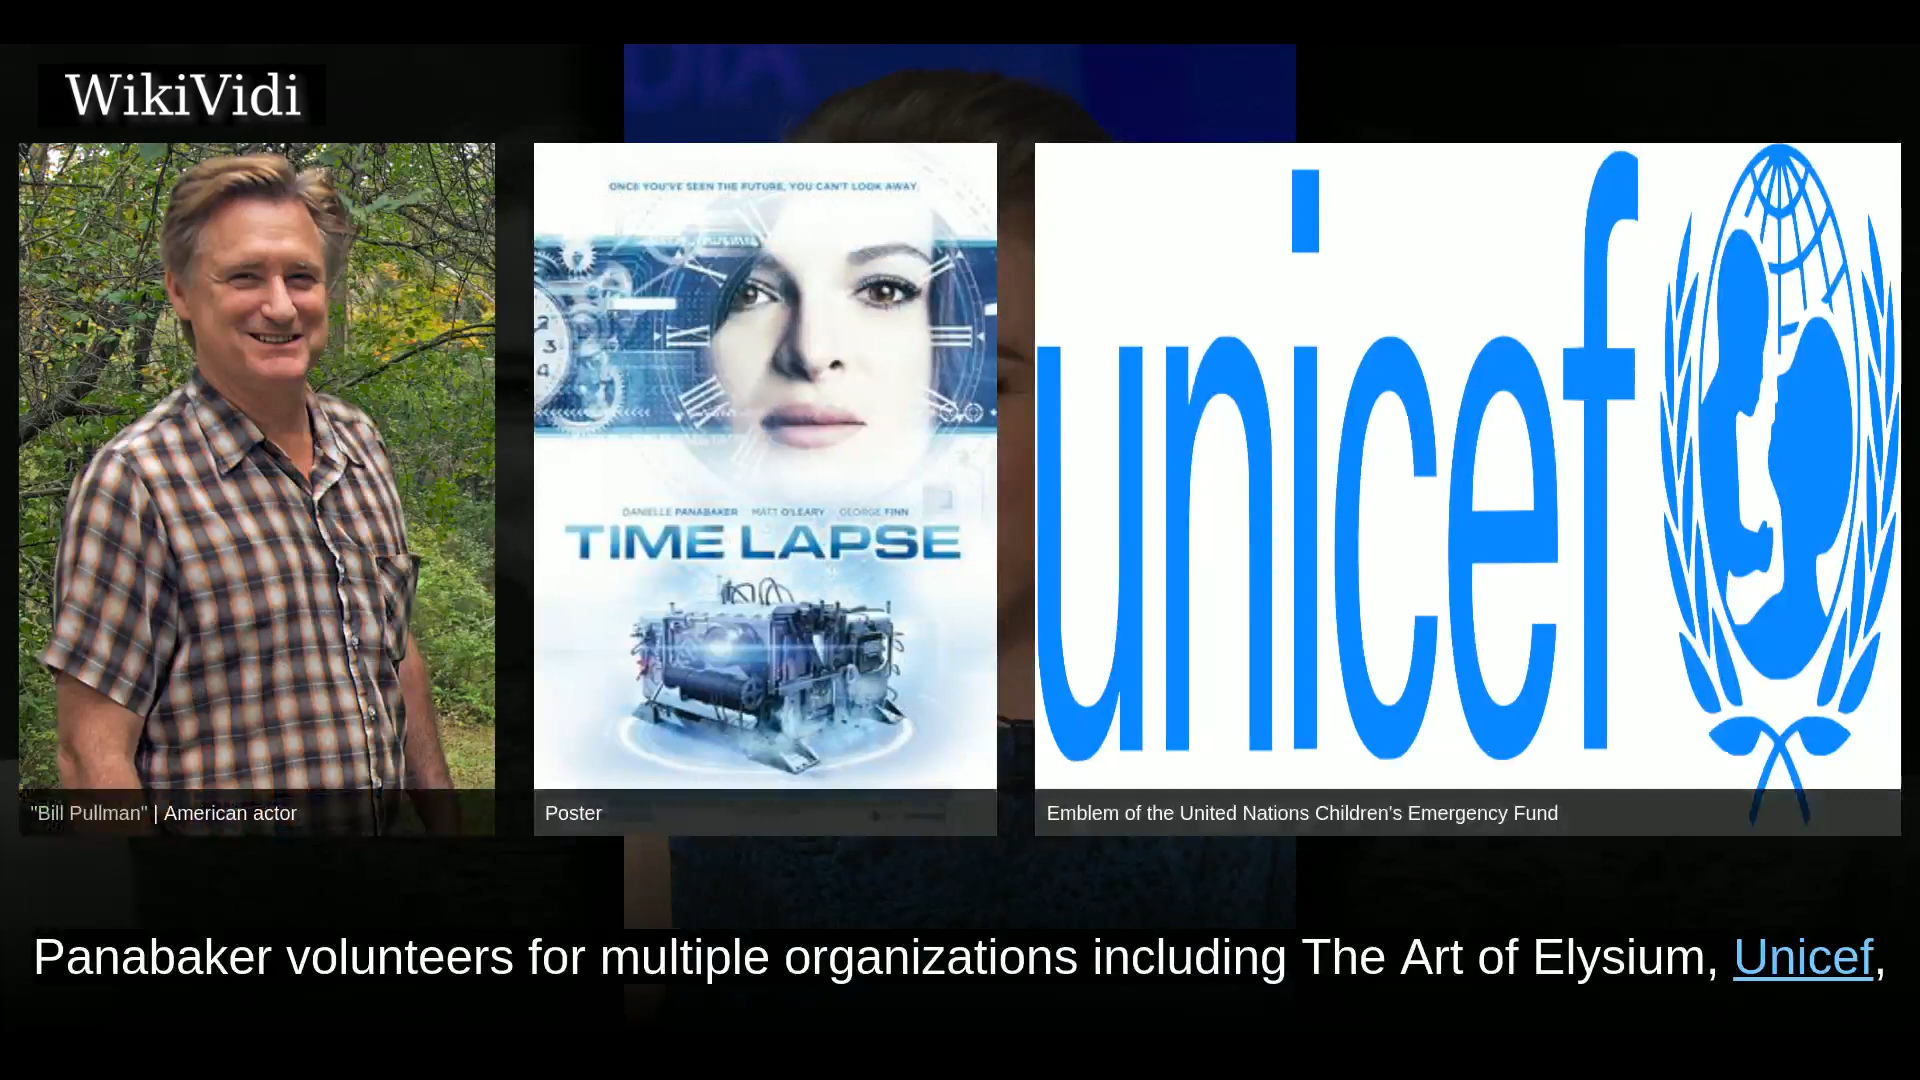 WikiVidi
ONCE YOU'VE SEEN THE FUTURE, YOU CAN'T LOOK AWAY.
DANIELLE PANABAKER MATT O'LEARY GEORGE FINN
TIME LAPSE
unicef
"Bill Pullman" | American actor
Poster
Emblem of the United Nations Children's Emergency Fund
Panabaker volunteers for multiple organizations including The Art of Elysium, Unicef,